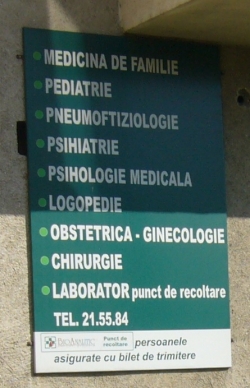 MEDICINA DE FAMILIE
PEDIATRIE
PNEUMOFTIZIOLOGIE
PSIHIATRIE
PSIHOLOGIE MEDICALA
LOGOPEDIE
OBSTETRICA - GINECOLOGIE
CHIRURGIE
LABORATOR punct de recoltare
TEL. 21.55.84
Punct de recoltare persoanele
asigurate cu bilet de trimitere